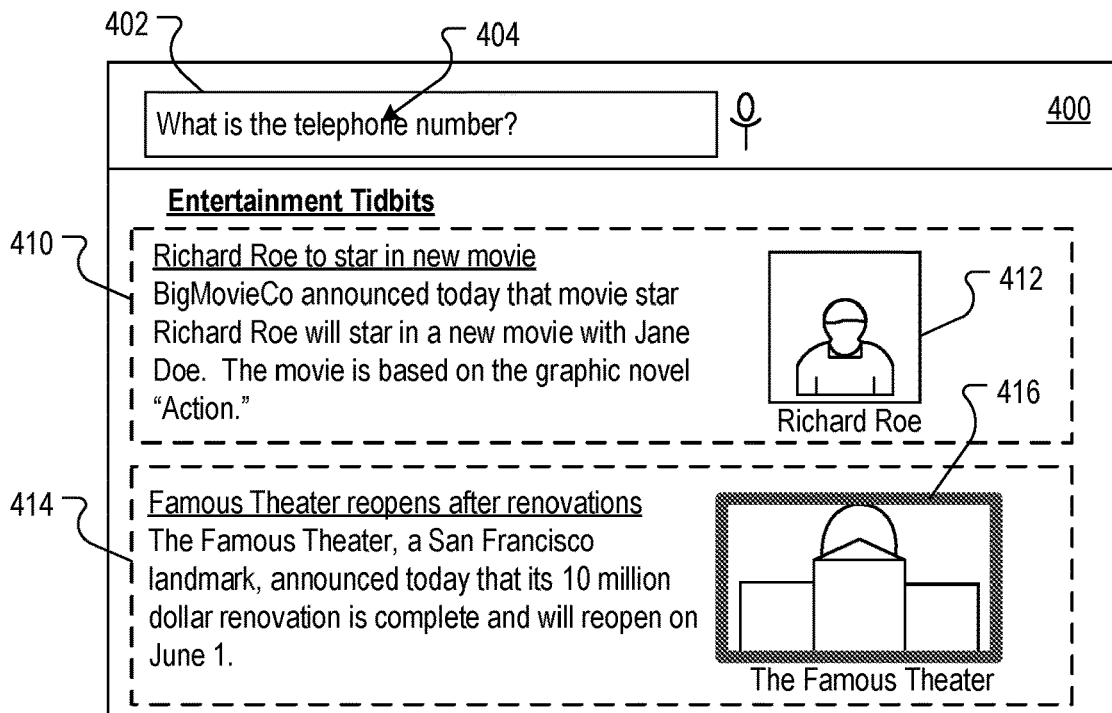 402
404
What is the telephone number?
400
Entertainment Tidbits
410
Richard Roe to star in new movie
BigMovieCo announced today that movie star
Richard Roe will star in a new movie with Jane
Doe. The movie is based on the graphic novel
“Action.”
412
Richard Roe
416
414
Famous Theater reopens after renovations
The Famous Theater, a San Francisco
landmark, announced today that its 10 million
dollar renovation is complete and will reopen on
June 1.
The Famous Theater